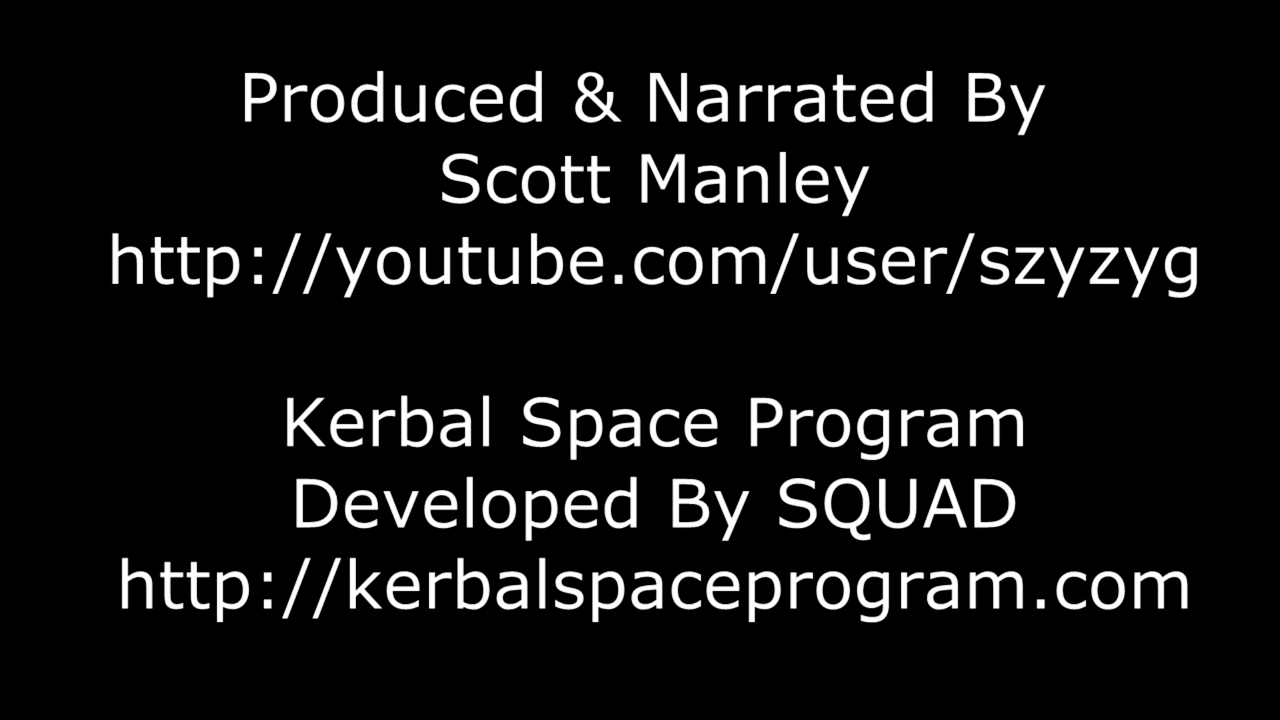 Produced & Narrated By
Scott Manley
http://youtube.com/user/szyzyg
Kerbal Space Program
Developed By SQUAD
http://kerbalspaceprogram.com